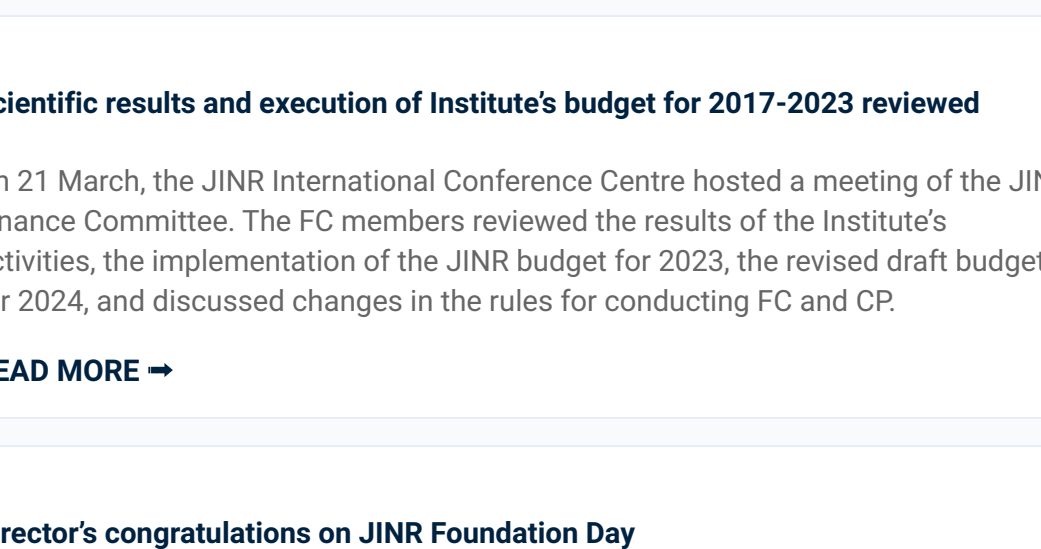 cientific results and execution of Institute's budget for 2017-2023 reviewed
n 21 March, the JINR International Conference Centre hosted a meeting of the JIN
nance Committee. The FC members reviewed the results of the Institute's
ctivities, the implementation of the JINR budget for 2023, the revised draft budget
r 2024, and discussed changes in the rules for conducting FC and CP.
EAD MORE ➞
rector's congratulations on JINR Foundation Day